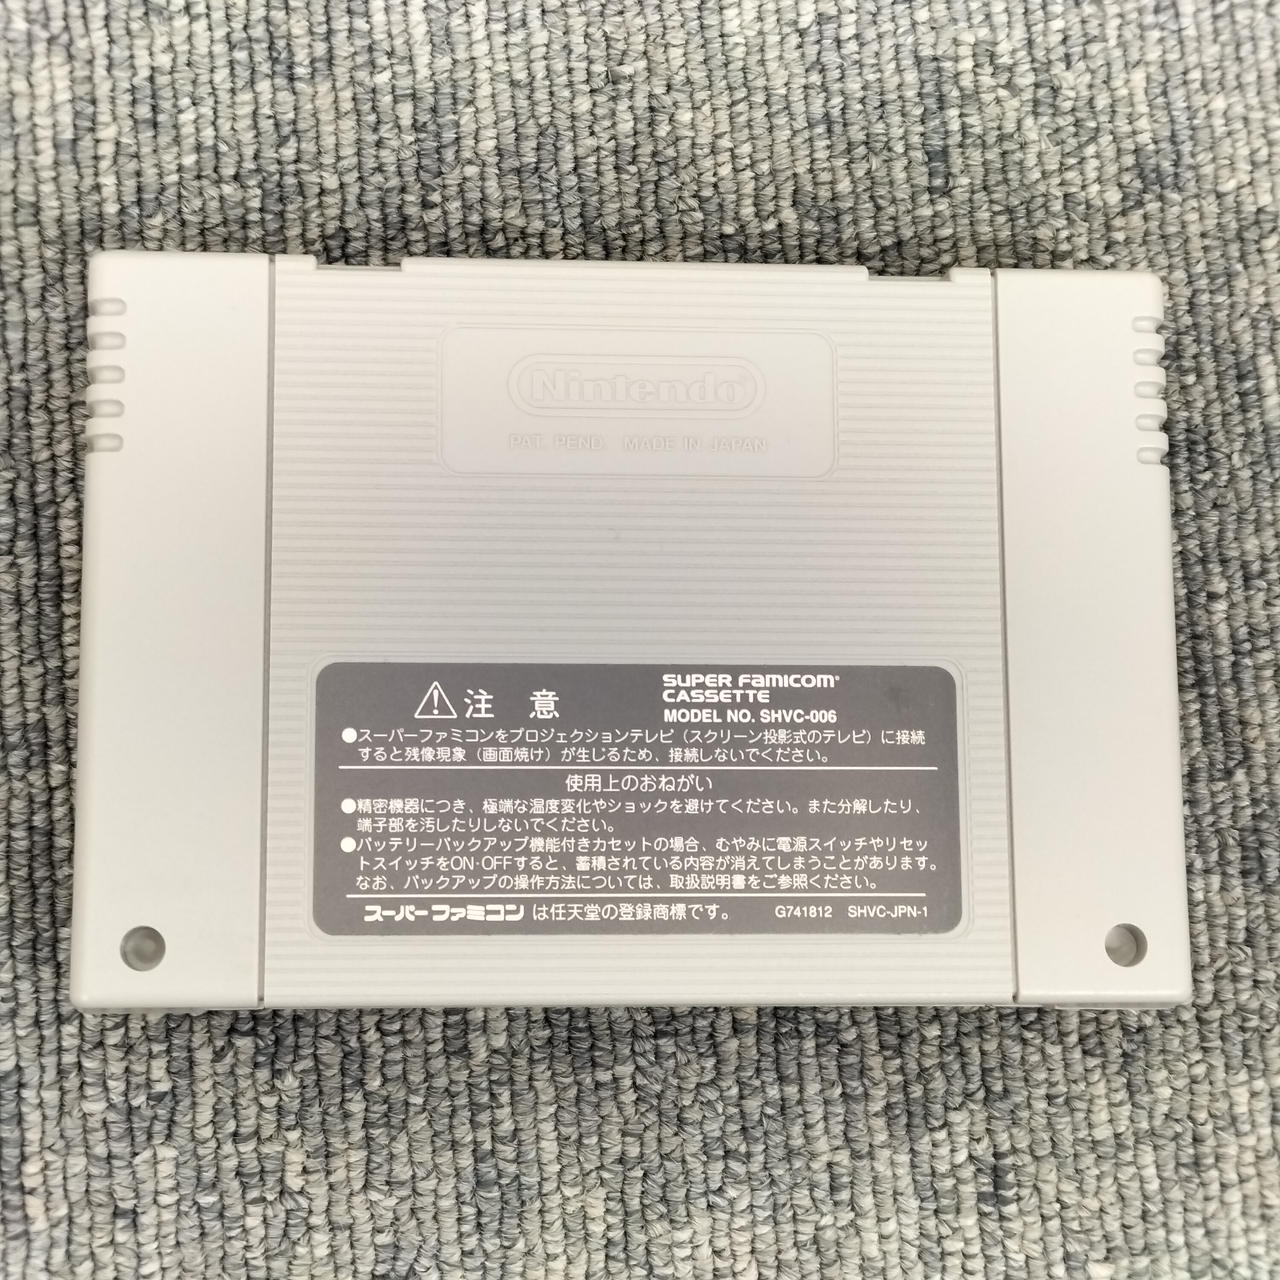 Nintendo
PAT. PEND. MADE IN JAPAN
注 意
SUPER FAMICOM
CASSETTE
MODEL NO. SHVC-006
●スーパーファミコンをプロジェクションテレビ（スクリーン投影式のテレビ）に接続
すると残像現象（画面焼け）が生じるため、接続しないでください。
使用上のおねがい
●精密機器につき、極端な温度変化やショックを避けてください。また分解したり、
端子部を汚したりしないでください。
●バッテリーバックアップ機能付きカセットの場合、むやみに電源スイッチやリセッ
トスイッチをON·OFFすると、蓄積されている内容が消えてしまうことがあります。
なお、バックアップの操作方法については、取扱説明書をご参照ください。
スーパーファミコン は任天堂の登録商標です。 G741812 SHVC-JPN-1